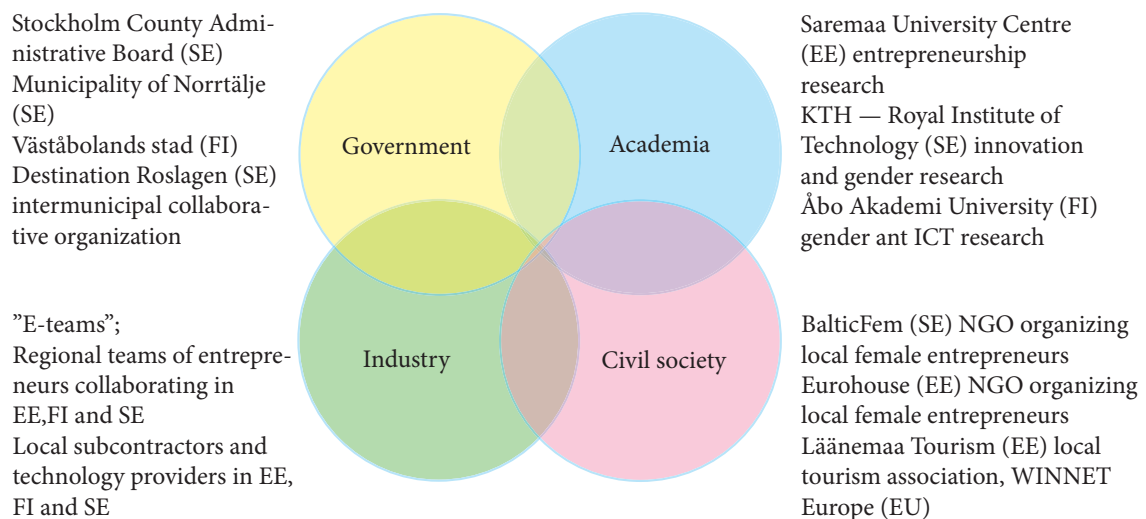 Stockholm County Admi-
nistrative Board (SE)
Municipality of Norrtälje
(SE)
Väståbolands stad (FI)
Destination Roslagen (SE)
intermunicipal collabora-
tive organization
Government
Academia
Saremaa University Centre
(EE) entrepreneurship
research
KTH — Royal Institute of
Technology (SE) innovation
and gender research
Åbo Akademi University (FI)
gender ant ICT research
”E-teams”;
Regional teams of entrepre-
neurs collaborating in
EE,FI and SE
Local subcontractors and
technology providers in EE,
FI and SE
Industry
Civil society
BalticFem (SE) NGO organizing
local female entrepreneurs
Eurohouse (EE) NGO organizing
local female entrepreneurs
Läänemaa Tourism (EE) local
tourism association, WINNET
Europe (EU)